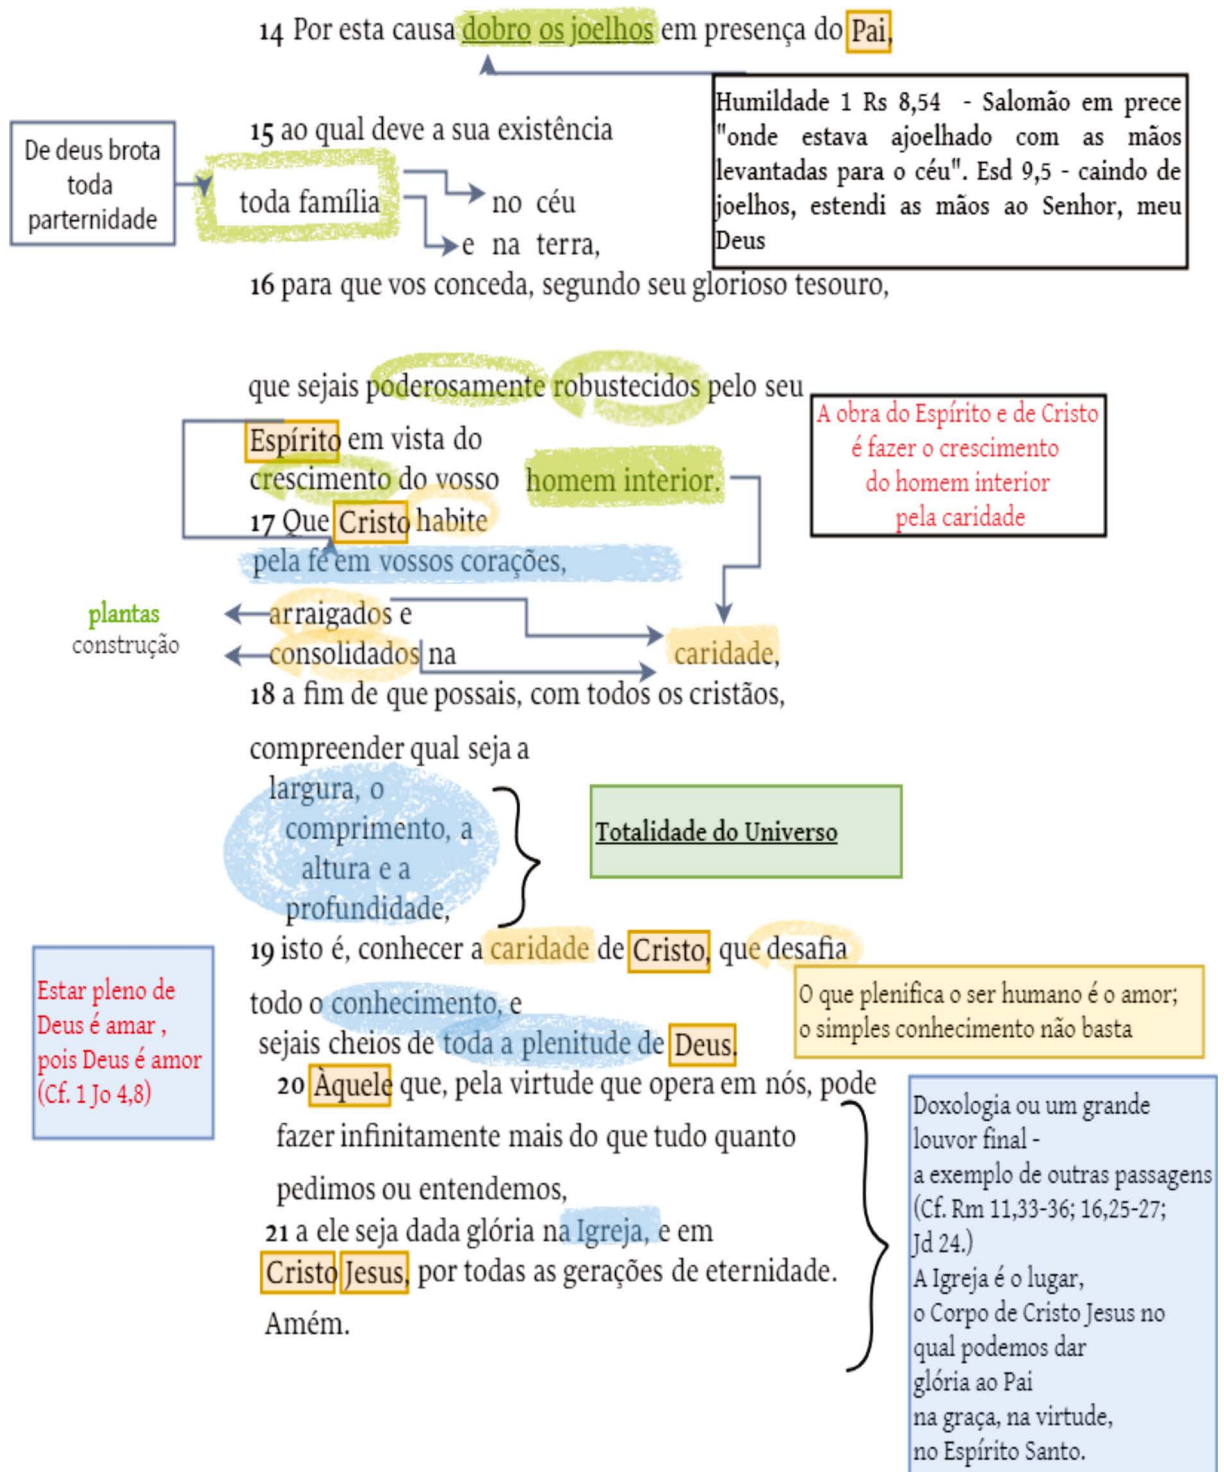 14 Por esta causa dobro os joelhos em presença do Pai,
Humildade 1 Rs 8,54 - Salomão em prece
"onde estava ajoelhado com as mãos
levantadas para o céu". Esd 9,5 - caindo de
joelhos, estendi as mãos ao Senhor, meu
Deus
15 ao qual deve a sua existência
De deus brota
toda
parternidade
toda família
no céu
e na terra,
16 para que vos conceda, segundo seu glorioso tesouro,
que sejais poderosamente robustecidos pelo seu
Espírito em vista do
crescimento do vosso homem interior.
A obra do Espírito e de Cristo
é fazer o crescimento
do homem interior
pela caridade
17 Que Cristo habite
pela fé em vossos corações,
plantas
construção
arraigados e
consolidados na caridade,
18 a fim de que possais, com todos os cristãos,
compreender qual seja a
largura, o
comprimento, a
altura e a
profundidade,
Totalidade do Universo
19 isto é, conhecer a caridade de Cristo, que desafia
todo o conhecimento, e
sejais cheios de toda a plenitude de Deus.
Estar pleno de
Deus é amar ,
pois Deus é amor
(Cf. 1 Jo 4,8)
O que plenifica o ser humano é o amor;
o simples conhecimento não basta
20 Àquele que, pela virtude que opera em nós, pode
fazer infinitamente mais do que tudo quanto
pedimos ou entendemos,
21 a ele seja dada glória na Igreja, e em
Cristo Jesus, por todas as gerações de eternidade.
Amém.
Doxologia ou um grande
louvor final -
a exemplo de outras passagens
(Cf. Rm 11,33-36; 16,25-27;
Jd 24.)
A Igreja é o lugar,
o Corpo de Cristo Jesus no
qual podemos dar
glória ao Pai
na graça, na virtude,
no Espírito Santo.